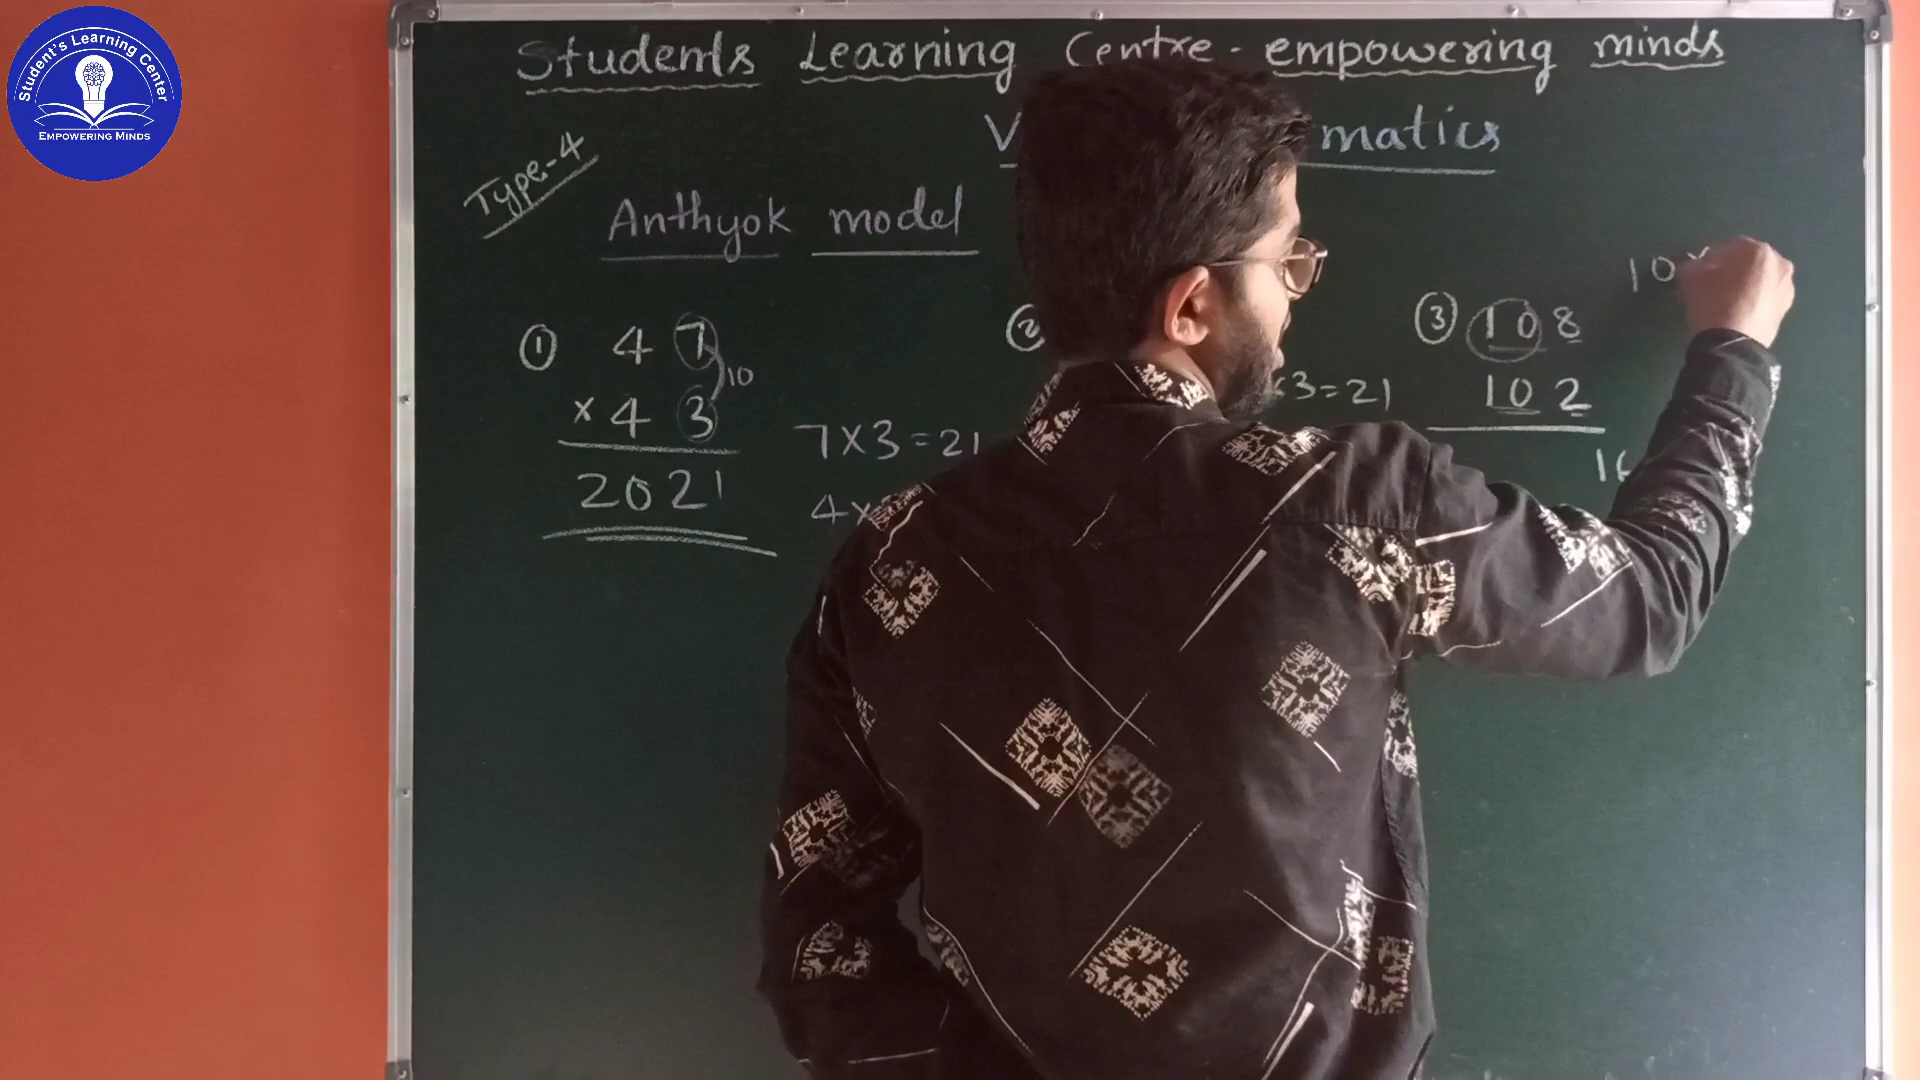 Student's Learning Center
EMPOWERING MINDS
Students Learning Centre - empowering minds
matics
Type-4
Anthyok model
① 4 7
10
× 4 3
2021
7×3=21
4×
②
×3=21
③ 108
102
10×